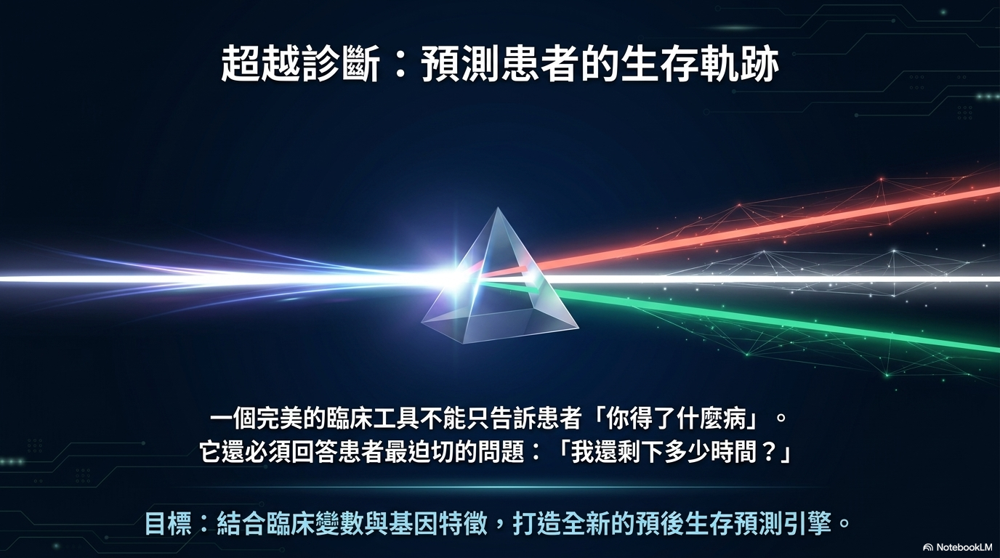 超越診斷：預測患者的生存軌跡
一個完美的臨床工具不能只告訴患者「你得了什麼病」。
它還必須回答患者最迫切的問題：「我還剩下多少時間？」
目標：結合臨床變數與基因特徵，打造全新的預後生存預測引擎。
NotebookLM